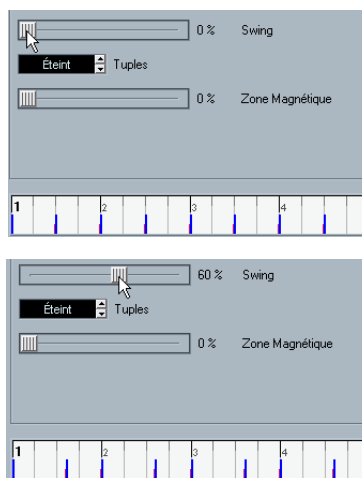 0 % Swing
Éteint Tuples
0 % Zone Magnétique
1 2 3 4
60 % Swing
Éteint Tuples
0 % Zone Magnétique
1 2 3 4